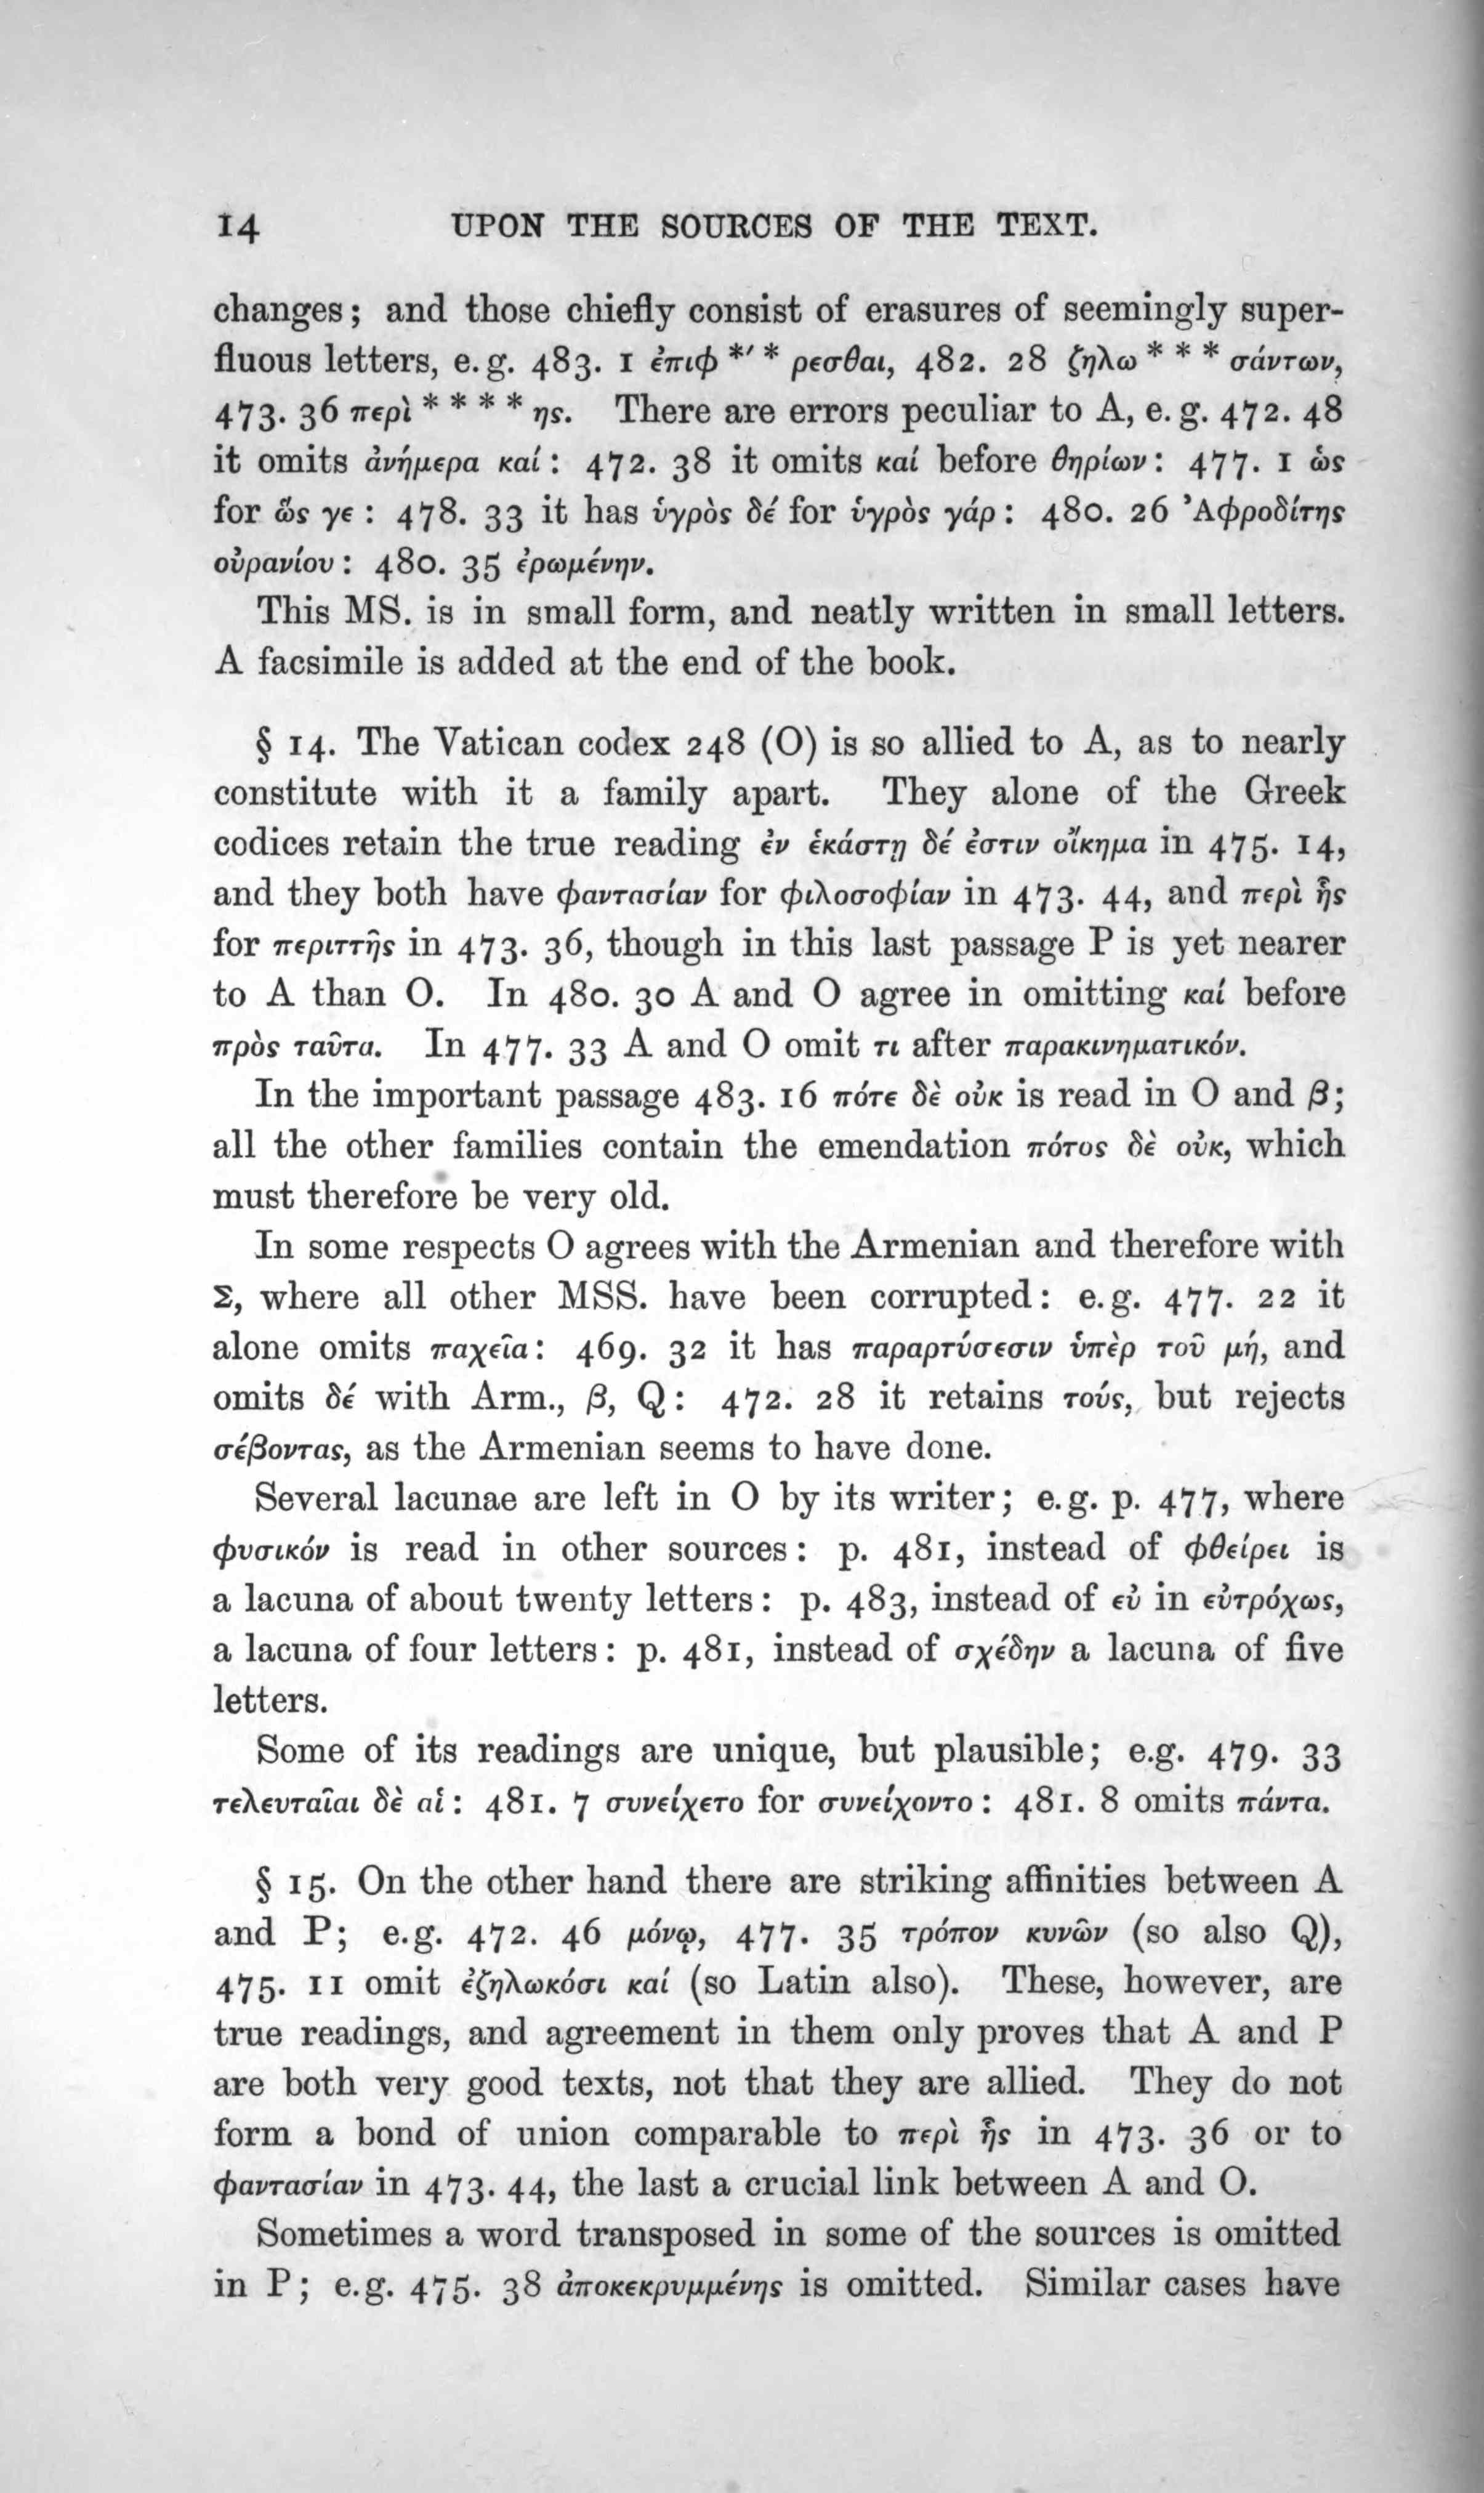 14 UPON THE SOURCES OF THE TEXT.
changes; and those chiefly consist of erasures of seemingly super-
fluous letters, e.g. 483. 1 ἐπιφ *′ * ρεσθαι, 482. 28 ζηλω * * * σάντων,
473. 36 περὶ * * * * ης. There are errors peculiar to A, e.g. 472. 48
it omits ἀνήμερα καί: 472. 38 it omits καί before θηρίων: 477. 1 ὡς
for ὥς γε: 478. 33 it has ὑγρὸς δέ for ὑγρὸς γάρ: 480. 26 Ἀφροδίτης
οὐρανίου: 480. 35 ἐρωμένην.
This MS. is in small form, and neatly written in small letters.
A facsimile is added at the end of the book.
§ 14. The Vatican codex 248 (O) is so allied to A, as to nearly
constitute with it a family apart. They alone of the Greek
codices retain the true reading ἐν ἑκάστῃ δέ ἐστιν οἴκημα in 475. 14,
and they both have φαντασίαν for φιλοσοφίαν in 473. 44, and περὶ ἧς
for περιττῆς in 473. 36, though in this last passage P is yet nearer
to A than O. In 480. 30 A and O agree in omitting καί before
πρὸς ταῦτα. In 477. 33 A and O omit τι after παρακινηματικόν.
In the important passage 483. 16 πότε δὲ οὐκ is read in O and β;
all the other families contain the emendation πότος δὲ οὐκ, which
must therefore be very old.
In some respects O agrees with the Armenian and therefore with
Σ, where all other MSS. have been corrupted: e.g. 477. 22 it
alone omits παχεῖα: 469. 32 it has παραρτύσεσιν ὑπὲρ τοῦ μή, and
omits δέ with Arm., β, Q: 472. 28 it retains τούς, but rejects
σέβοντας, as the Armenian seems to have done.
Several lacunae are left in O by its writer; e.g. p. 477, where
φυσικόν is read in other sources: p. 481, instead of φθείρει is
a lacuna of about twenty letters: p. 483, instead of εὐ in εὐτρόχως,
a lacuna of four letters: p. 481, instead of σχέδην a lacuna of five
letters.
Some of its readings are unique, but plausible; e.g. 479. 33
τελευταῖαι δὲ αἱ: 481. 7 συνείχετο for συνείχοντο: 481. 8 omits πάντα.
§ 15. On the other hand there are striking affinities between A
and P; e.g. 472. 46 μόνῳ, 477. 35 τρόπον κυνῶν (so also Q),
475. 11 omit ἐζηλωκόσι καί (so Latin also). These, however, are
true readings, and agreement in them only proves that A and P
are both very good texts, not that they are allied. They do not
form a bond of union comparable to περὶ ἧς in 473. 36 or to
φαντασίαν in 473. 44, the last a crucial link between A and O.
Sometimes a word transposed in some of the sources is omitted
in P; e.g. 475. 38 ἀποκεκρυμμένης is omitted. Similar cases have